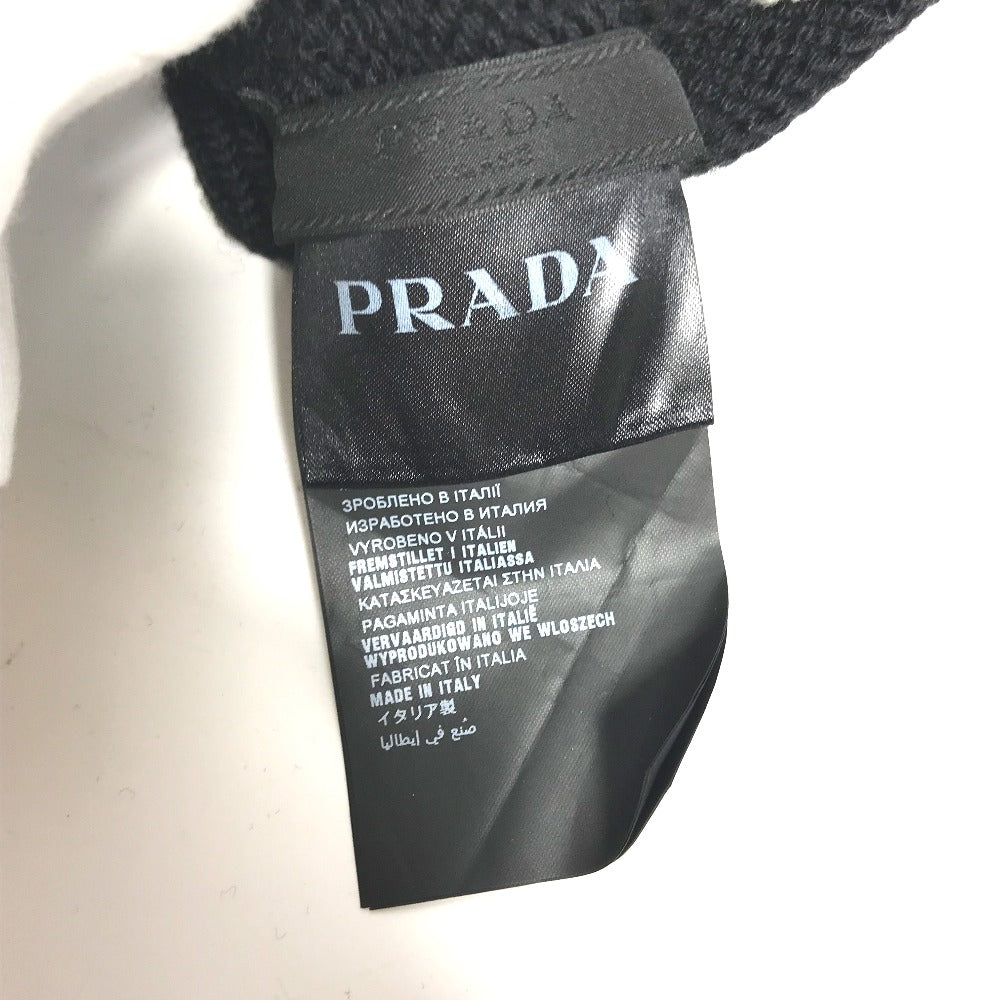 PRADA
PRADA
ЗРОБЛЕНО В ІТАЛІЇ
ИЗРАБОТЕНО В ИТАЛИЯ
VYROBENO V ITÁLII
FREMSTILLET I ITALIEN
VALMISTETTU ITALIASSA
ΚΑΤΑΣΚΕΥΑΖΕΤΑΙ ΣΤΗΝ ΙΤΑΛΙΑ
PAGAMINTA ITALIJOJE
VERVAARDIGD IN ITALIË
WYPRODUKOWANO WE WLOSZECH
FABRICAT ÎN ITALIA
MADE IN ITALY
イタリア製
صُنع في إيطاليا